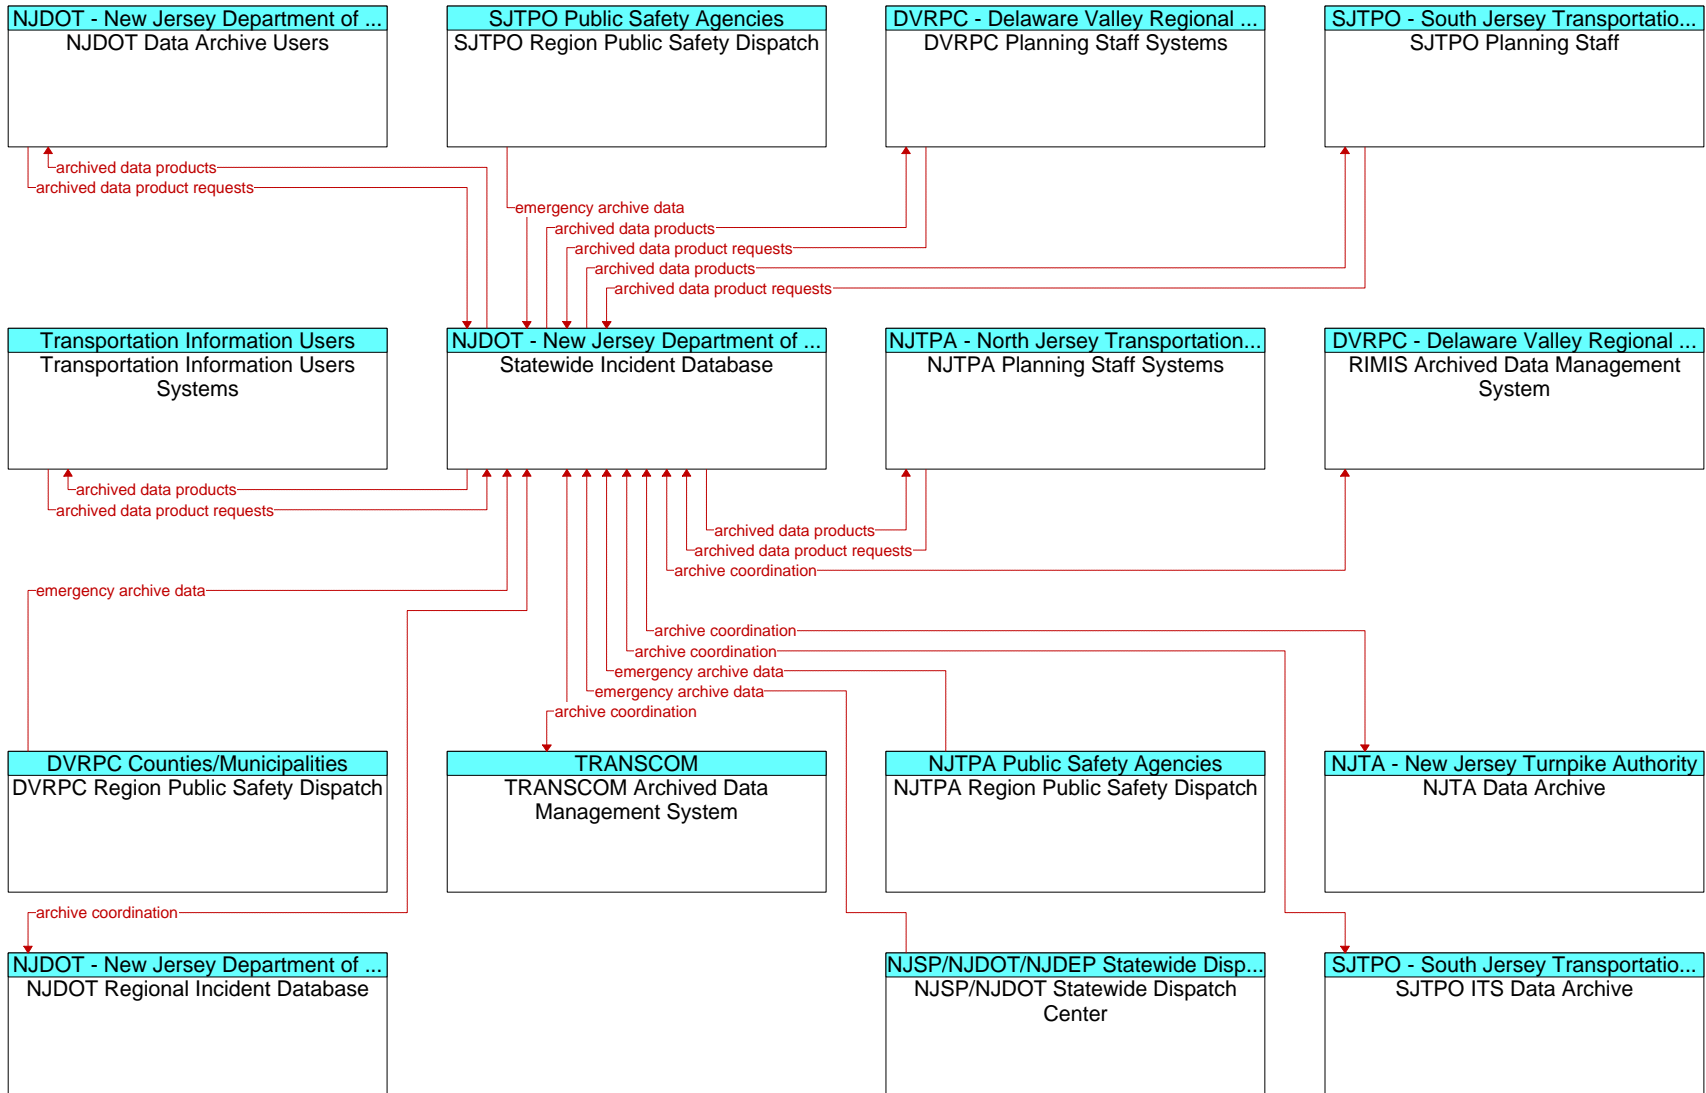 NJDOT - New Jersey Department of ...
NJDOT Data Archive Users
SJTPO Public Safety Agencies
SJTPO Region Public Safety Dispatch
DVRPC - Delaware Valley Regional ...
DVRPC Planning Staff Systems
SJTPO - South Jersey Transportatio...
SJTPO Planning Staff
archived data products
archived data product requests
emergency archive data
archived data products
archived data product requests
archived data products
archived data product requests
Transportation Information Users
Transportation Information Users
Systems
NJDOT - New Jersey Department of ...
Statewide Incident Database
NJTPA - North Jersey Transportation...
NJTPA Planning Staff Systems
DVRPC - Delaware Valley Regional ...
RIMIS Archived Data Management
System
archived data products
archived data product requests
archived data products
archived data product requests
archive coordination
emergency archive data
archive coordination
archive coordination
emergency archive data
emergency archive data
archive coordination
DVRPC Counties/Municipalities
DVRPC Region Public Safety Dispatch
TRANSCOM
TRANSCOM Archived Data
Management System
NJTPA Public Safety Agencies
NJTPA Region Public Safety Dispatch
NJTA - New Jersey Turnpike Authority
NJTA Data Archive
archive coordination
NJDOT - New Jersey Department of ...
NJDOT Regional Incident Database
NJSP/NJDOT/NJDEP Statewide Disp...
NJSP/NJDOT Statewide Dispatch
Center
SJTPO - South Jersey Transportatio...
SJTPO ITS Data Archive